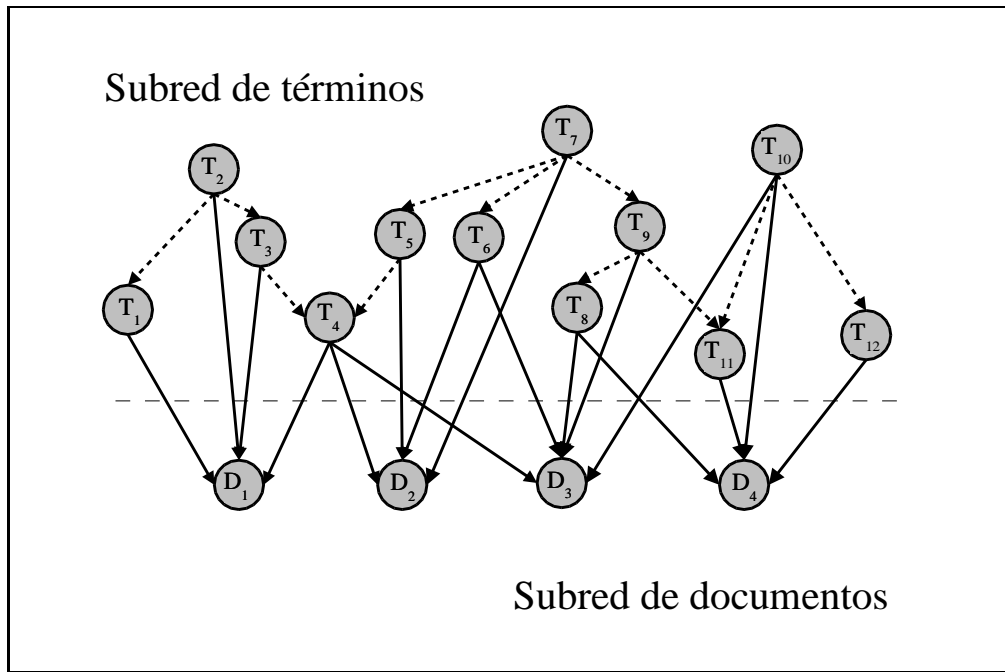 Subred de términos
T7
T10
T2
T5
T6
T9
T3
T8
T1
T4
T11
T12
D1
D2
D3
D4
Subred de documentos